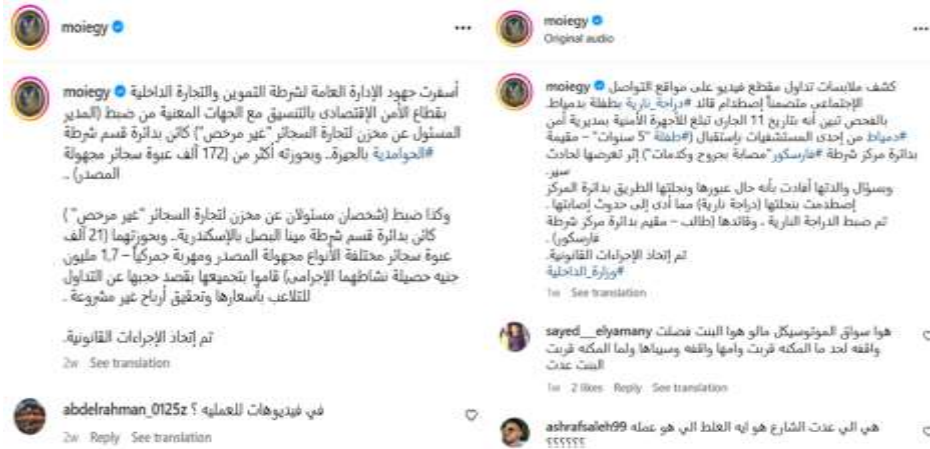 moiegy
moiegy أسفرت جهود الإدارة العامة لشرطة التموين والتجارة الداخلية
بقطاع الأمن الإقتصادى بالتنسيق مع الجهات المعنية من ضبط (المدير
المسئول عن مخزن لتجارة السجائر "غير مرخص") كائن بدائرة قسم شرطة
#الحوامدية بالجيزة.. وبحوزته أكثر من (172 ألف عبوة سجائر مجهولة
المصدر) ..
وكذا ضبط (شخصان مسئولان عن مخزن لتجارة السجائر "غير مرخص" )
كائن بدائرة قسم شرطة مينا البصل بالإسكندرية.. وبحوزتهما (21 ألف
عبوة سجائر مختلفة الأنواع مجهولة المصدر ومهربة جمركياً – 1,7 مليون
جنيه حصيلة نشاطهما الإجرامى) قاموا بتجميعها بقصد حجبها عن التداول
للتلاعب بأسعارها وتحقيق أرباح غير مشروعة .
تم إتخاذ الإجراءات القانونية.
2w See translation
abdelrahman_0125z في فيديوهات للعمليه ؟
2w Reply See translation
moiegy
Original audio
moiegy كشف ملابسات تداول مقطع فيديو على مواقع التواصل
الإجتماعى متضمناً إصطدام قائد #دراجة_نارية بطفلة بدمياط.
بالفحص تبين أنه بتاريخ 11 الجارى تبلغ للأجهزة الأمنية بمديرية أمن
#دمياط من إحدى المستشفيات بإستقبال (#طفلة "5 سنوات" – مقيمة
بدائرة مركز شرطة #فارسكور "مصابة بجروح وكدمات") إثر تعرضها لحادث
سير.
وبسؤال والدتها أفادت بأنه حال عبورها ونجلتها الطريق بدائرة المركز
إصطدمت بنجلتها (دراجة نارية) مما أدى إلى حدوث إصابتها .
تم ضبط الدراجة النارية ، وقائدها (طالب – مقيم بدائرة مركز شرطة
فارسكور) .
تم إتخاذ الإجراءات القانونية.
#وزارة_الداخلية
1w See translation
sayed__elyamany هوا سواق الموتوسيكل مالو هوا البنت فضلت
واقفه لحد ما المكنه قربت وامها واقفه وسيباها ولما المكنه قربت
البنت عدت
1w 2 likes Reply See translation
ashrafsaleh99 هي الي عدت الشارع هو ايه الغلط الي هو عمله
؟؟؟؟؟؟